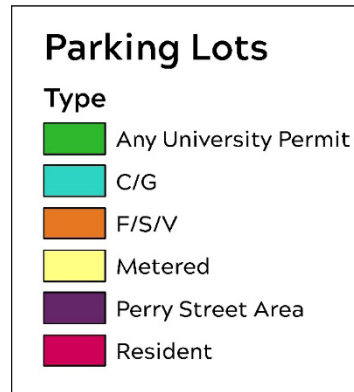 Parking Lots
Type
Any University Permit
C/G
F/S/V
Metered
Perry Street Area
Resident